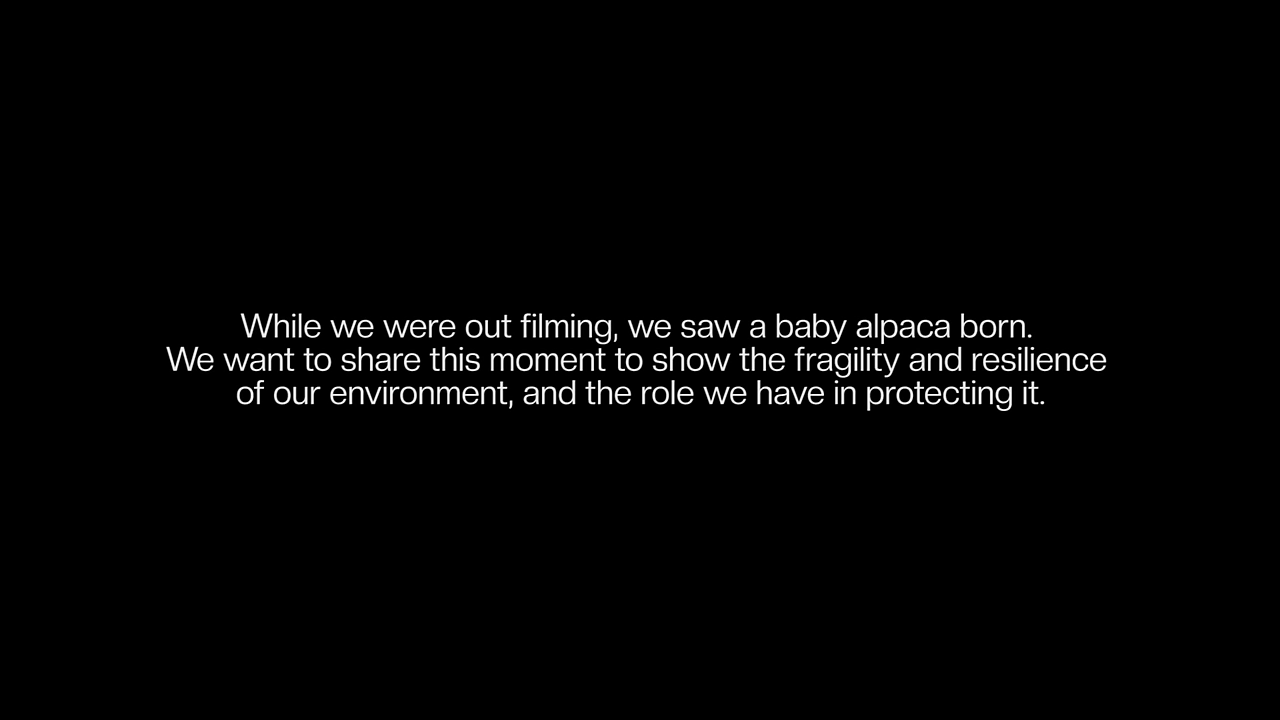 While we were out filming, we saw a baby alpaca born.
We want to share this moment to show the fragility and resilience
of our environment, and the role we have in protecting it.